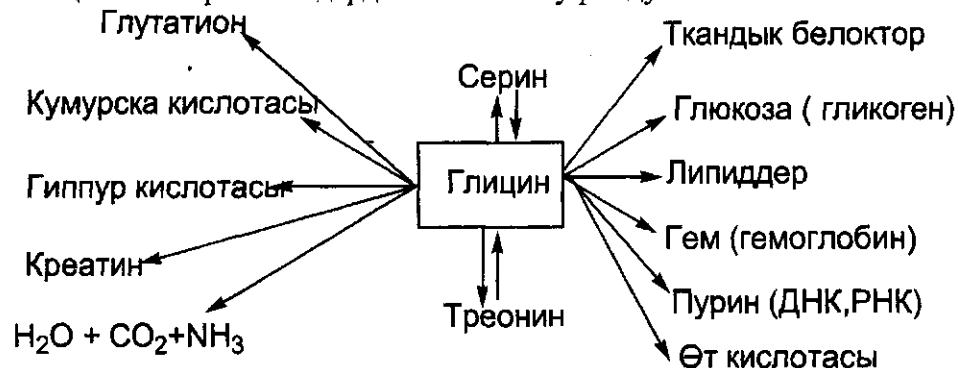 Глутатион
Ткандык белоктор
Серин
Кумурска кислотасы
Глюкоза ( гликоген)
Гиппур кислотасы
Глицин
Липиддер
Гем (гемоглобин)
Креатин
Пурин (ДНК,РНК)
Треонин
H₂O + CO₂+NH₃
Өт кислотасы